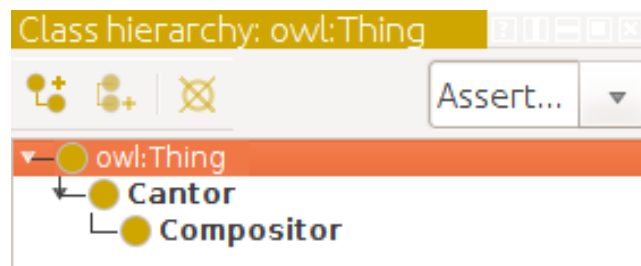 Class hierarchy: owl:Thing
Assert...
owl:Thing
Cantor
Compositor